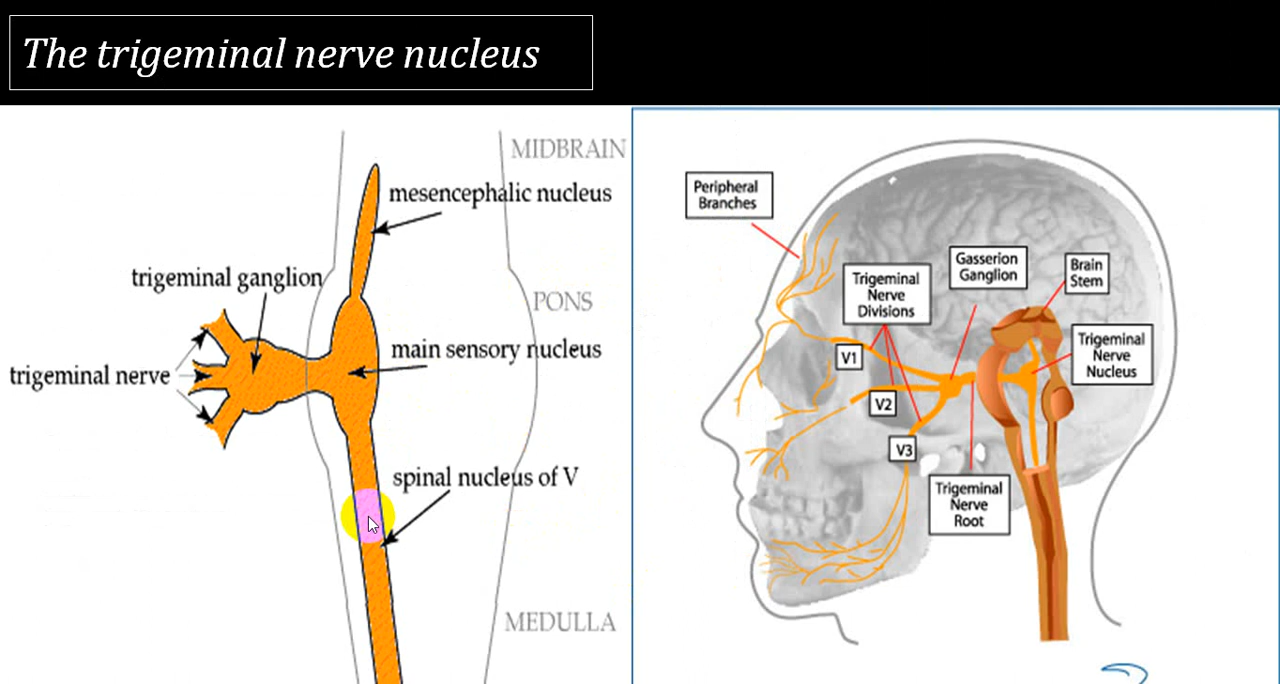 The trigeminal nerve nucleus
MIDBRAIN
mesencephalic nucleus
trigeminal ganglion
PONS
main sensory nucleus
trigeminal nerve
spinal nucleus of V
MEDULLA
Peripheral
Branches
Trigeminal
Nerve
Divisions
Gasserion
Ganglion
Brain
Stem
Trigeminal
Nerve
Nucleus
V1
V2
V3
Trigeminal
Nerve
Root